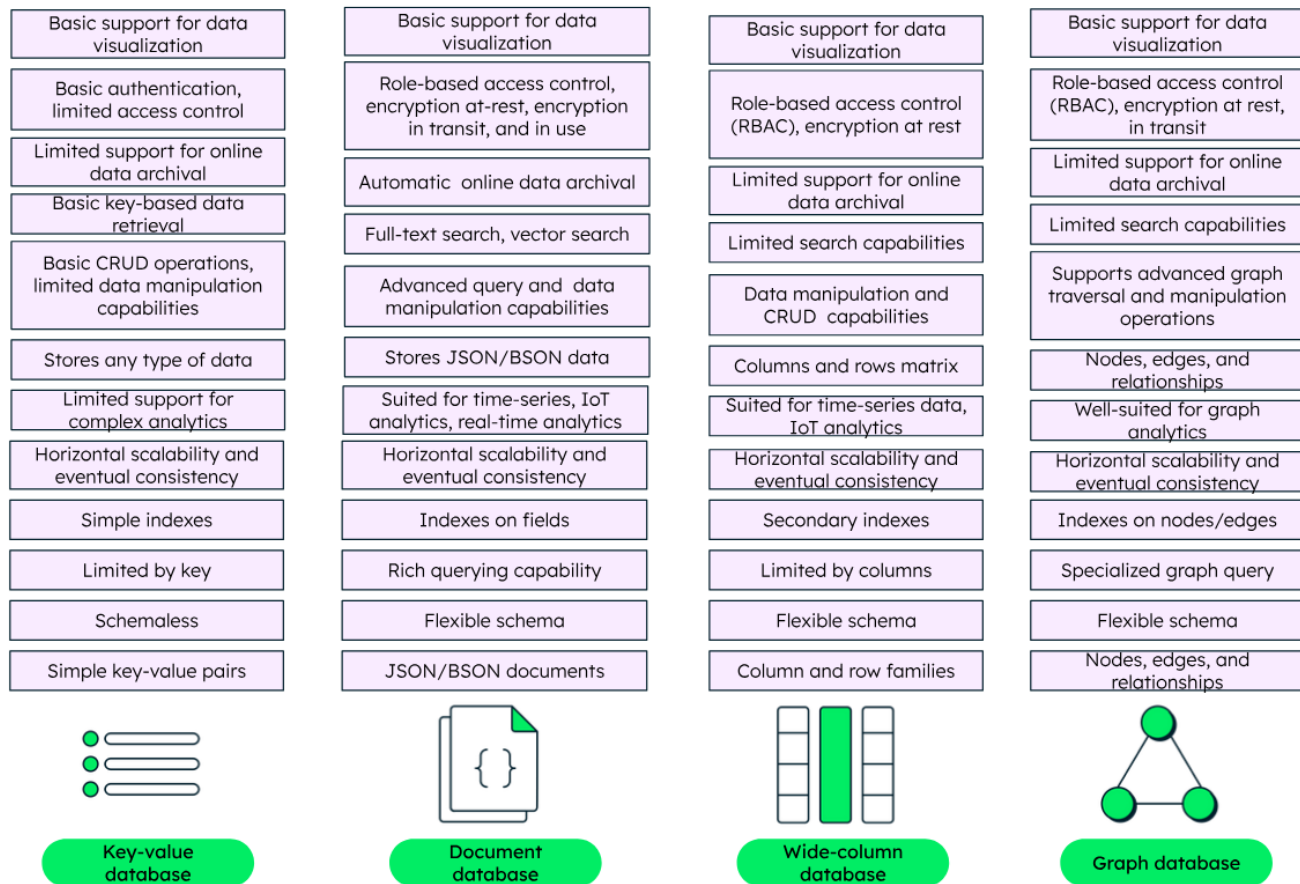 Basic support for data
visualization
Basic authentication,
limited access control
Limited support for online
data archival
Basic key-based data
retrieval
Basic CRUD operations,
limited data manipulation
capabilities
Stores any type of data
Limited support for
complex analytics
Horizontal scalability and
eventual consistency
Simple indexes
Limited by key
Schemaless
Simple key-value pairs
Key-value
database
Basic support for data
visualization
Role-based access control,
encryption at-rest, encryption
in transit, and in use
Automatic online data archival
Full-text search, vector search
Advanced query and data
manipulation capabilities
Stores JSON/BSON data
Suited for time-series, IoT
analytics, real-time analytics
Horizontal scalability and
eventual consistency
Indexes on fields
Rich querying capability
Flexible schema
JSON/BSON documents
{ }
Document
database
Basic support for data
visualization
Role-based access control
(RBAC), encryption at rest
Limited support for online
data archival
Limited search capabilities
Data manipulation and
CRUD capabilities
Columns and rows matrix
Suited for time-series data,
IoT analytics
Horizontal scalability and
eventual consistency
Secondary indexes
Limited by columns
Flexible schema
Column and row families
Wide-column
database
Basic support for data
visualization
Role-based access control
(RBAC), encryption at rest,
in transit
Limited support for online
data archival
Limited search capabilities
Supports advanced graph
traversal and manipulation
operations
Nodes, edges, and
relationships
Well-suited for graph
analytics
Horizontal scalability and
eventual consistency
Indexes on nodes/edges
Specialized graph query
Flexible schema
Nodes, edges, and
relationships
Graph database